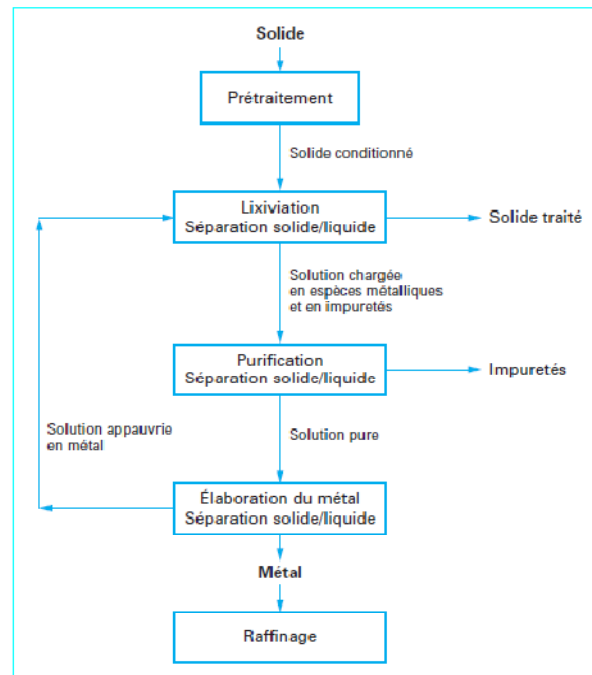 Solide
Prétraitement
Solide conditionné
Lixiviation
Séparation solide/liquide
Solide traité
Solution chargée
en espèces métalliques
et en impuretés
Purification
Séparation solide/liquide
Impuretés
Solution appauvrie
en métal
Solution pure
Élaboration du métal
Séparation solide/liquide
Métal
Raffinage